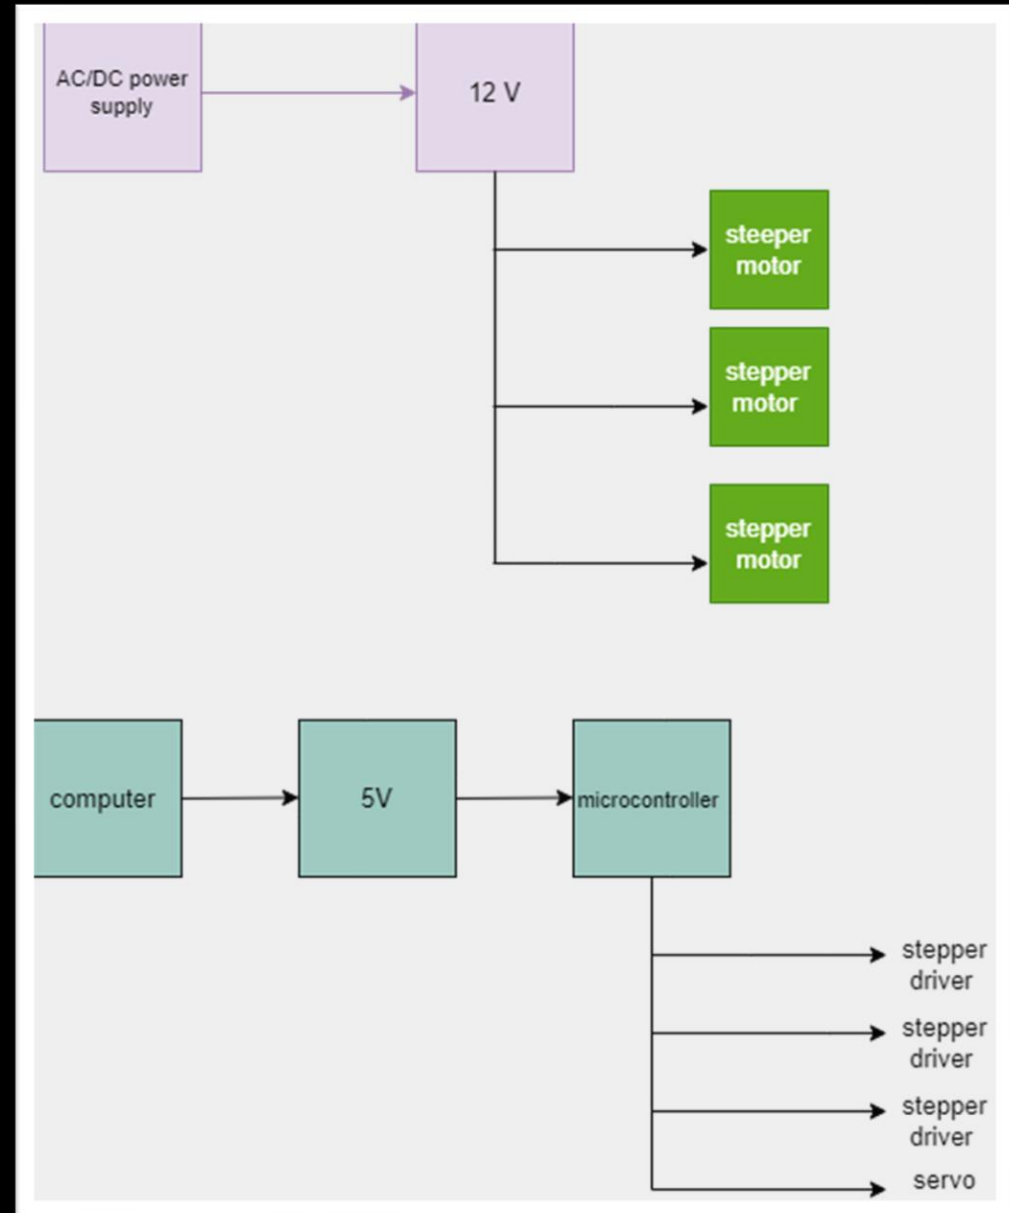 AC/DC power
supply
12 V
steeper
motor
stepper
motor
stepper
motor
computer
5V
microcontroller
stepper
driver
stepper
driver
stepper
driver
servo